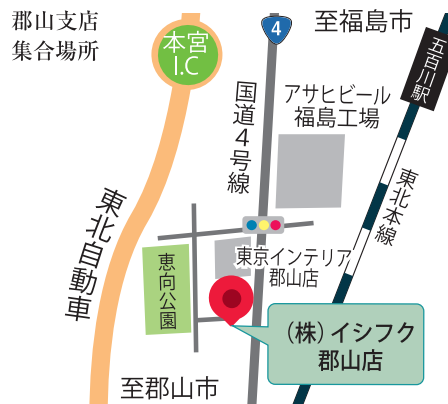 郡山支店
集合場所
本宮
I.C
4
至福島市
五百川駅
国道4号線
アサヒビール
福島工場
東北自動車
東北本線
恵向公園
東京インテリア
郡山店
(株)イシフク
郡山店
至郡山市